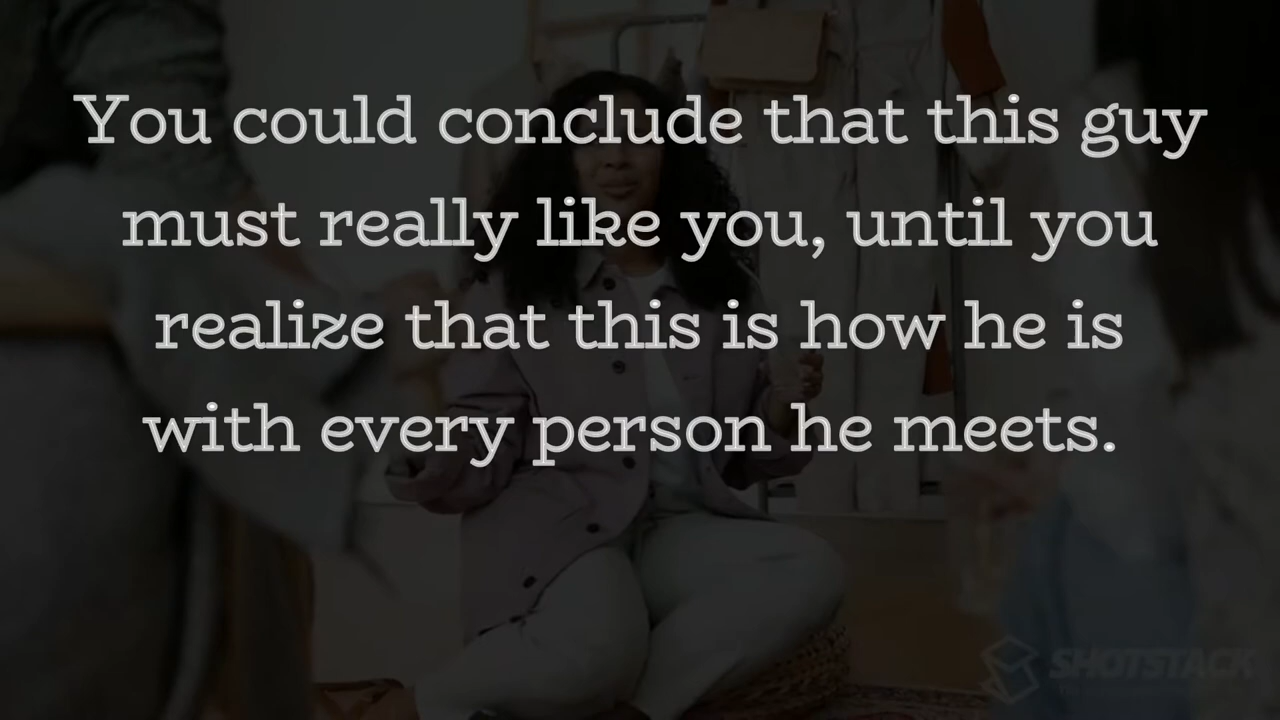 You could conclude that this guy
must really like you, until you
realize that this is how he is
with every person he meets.
SHOTSTACK